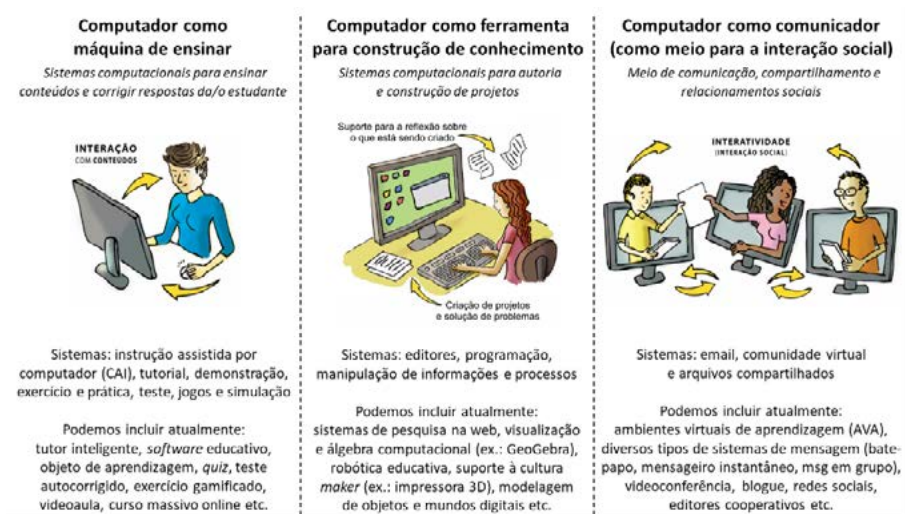 Computador como
máquina de ensinar
Sistemas computacionais para ensinar
conteúdos e corrigir respostas da/o estudante
INTERAÇÃO
COM CONTEÚDOS
Sistemas: instrução assistida por
computador (CAI), tutorial, demonstração,
exercício e prática, teste, jogos e simulação
Podemos incluir atualmente:
tutor inteligente, software educativo,
objeto de aprendizagem, quiz, teste
autocorrigido, exercício gamificado,
videoaula, curso massivo online etc.
Computador como ferramenta
para construção de conhecimento
Sistemas computacionais para autoria
e construção de projetos
Suporte para a reflexão sobre
o que está sendo criado
Criação de projetos
e solução de problemas
Sistemas: editores, programação,
manipulação de informações e processos
Podemos incluir atualmente:
sistemas de pesquisa na web, visualização
e álgebra computacional (ex.: GeoGebra),
robótica educativa, suporte à cultura
maker (ex.: impressora 3D), modelagem
de objetos e mundos digitais etc.
Computador como comunicador
(como meio para a interação social)
Meio de comunicação, compartilhamento e
relacionamentos sociais
INTERATIVIDADE
(INTERAÇÃO SOCIAL)
Sistemas: email, comunidade virtual
e arquivos compartilhados
Podemos incluir atualmente:
ambientes virtuais de aprendizagem (AVA),
diversos tipos de sistemas de mensagem (bate-
papo, mensageiro instantâneo, msg em grupo),
videoconferência, blogue, redes sociais,
editores cooperativos etc.